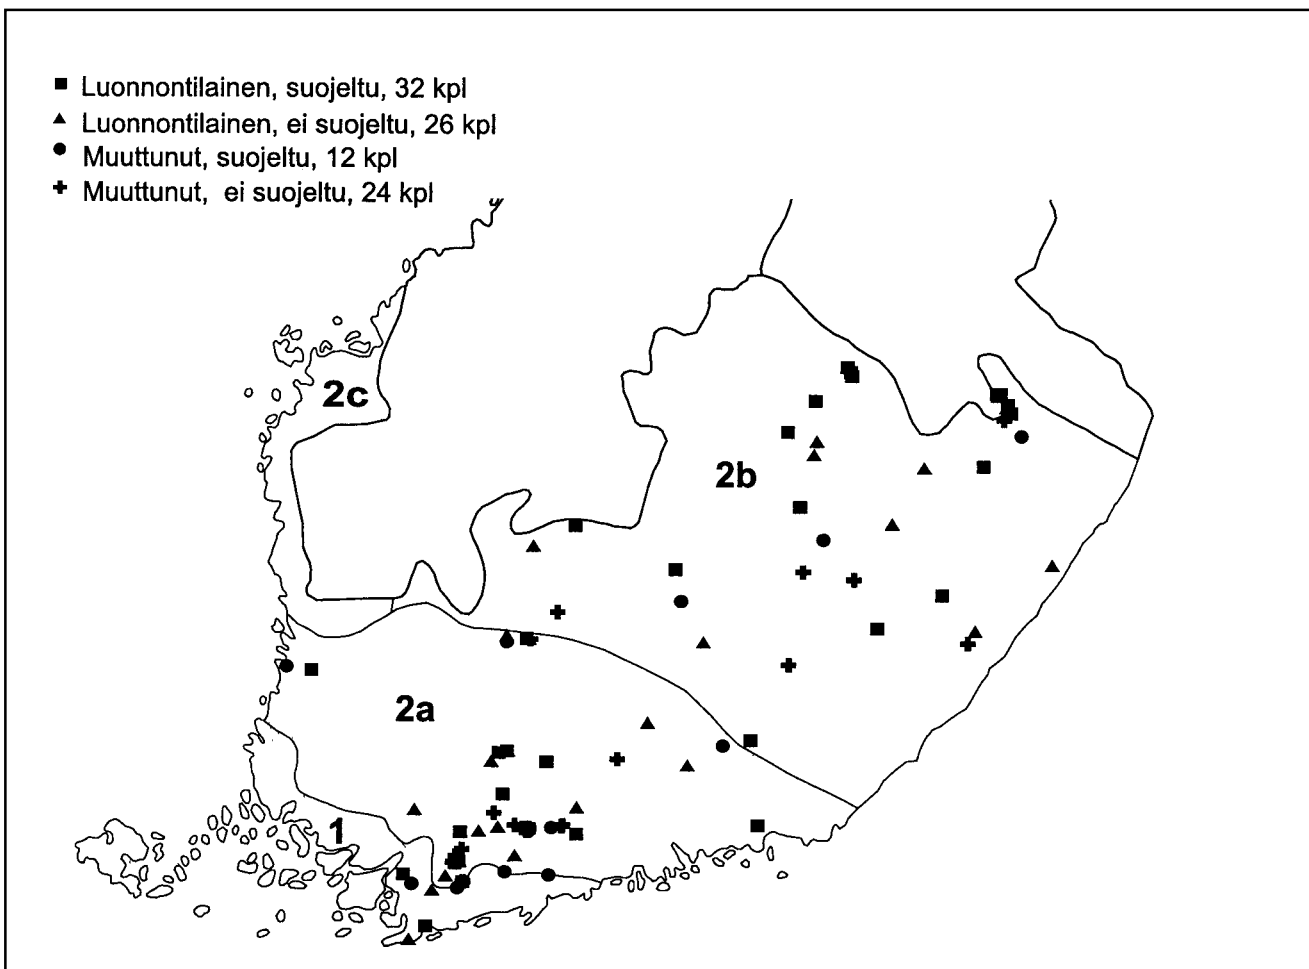 Luonnontilainen, suojeltu, 32 kpl
Luonnontilainen, ei suojeltu, 26 kpl
Muuttunut, suojeltu, 12 kpl
Muuttunut, ei suojeltu, 24 kpl
2c
2b
2a
1